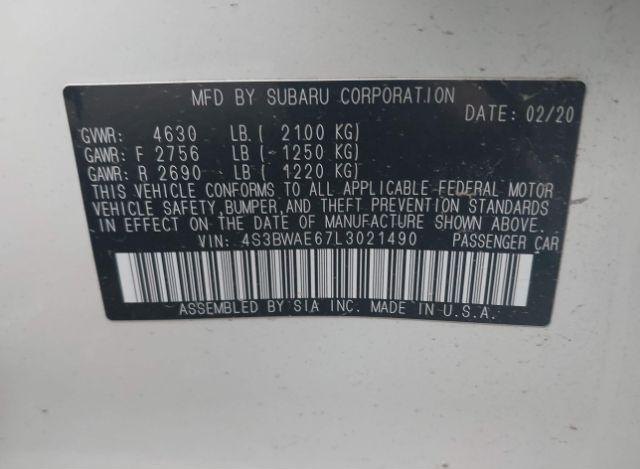 MFD BY SUBARU CORPORATION
DATE: 02/20
GVWR: 4630 LB. ( 2100 KG)
GAWR: F 2756 LB ( 1250 KG)
GAWR: R 2690 LB ( 1220 KG)
THIS VEHICLE CONFORMS TO ALL APPLICABLE FEDERAL MOTOR
VEHICLE SAFETY, BUMPER, AND THEFT PREVENTION STANDARDS
IN EFFECT ON THE DATE OF MANUFACTURE SHOWN ABOVE.
VIN: 4S3BWAE67L3021490 PASSENGER CAR
ASSEMBLED BY SIA INC. MADE IN U.S.A.